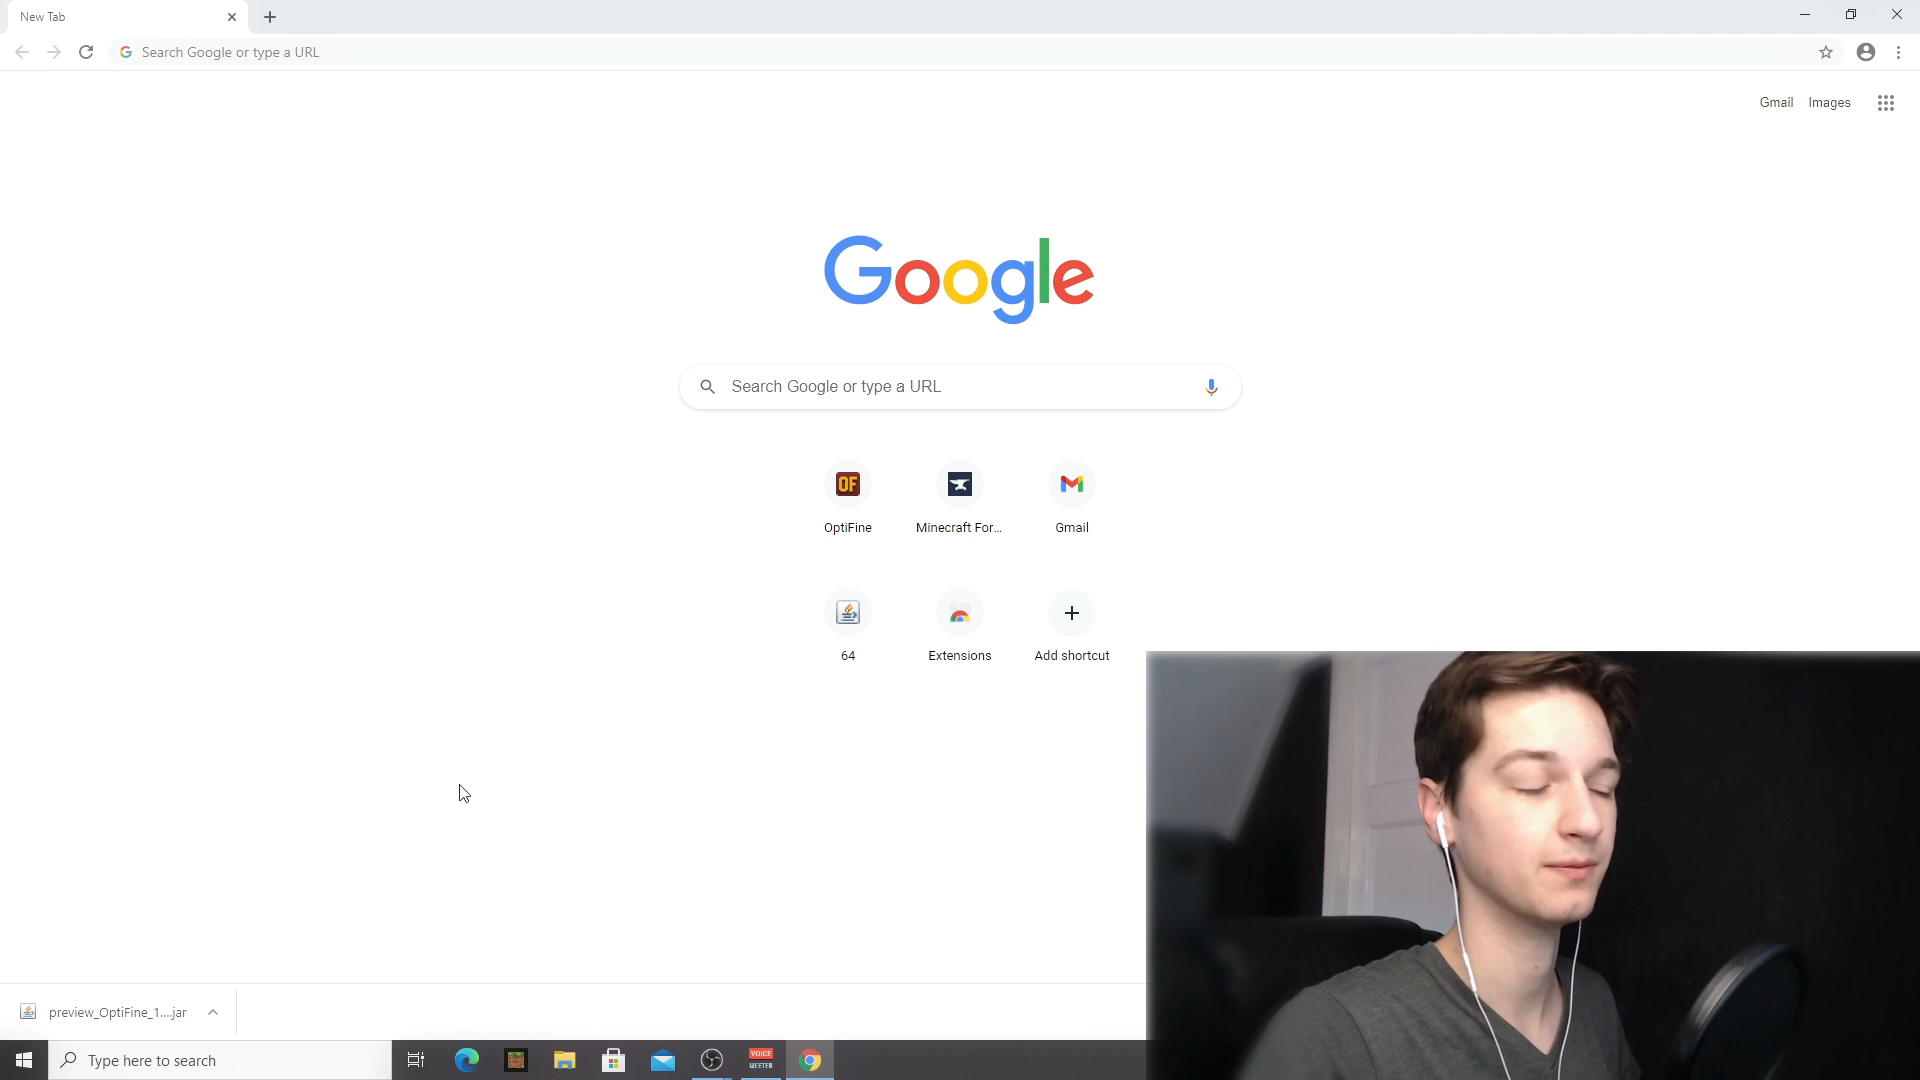 New Tab
Search Google or type a URL
Gmail Images
Google
Search Google or type a URL
OF
OptiFine
Minecraft For...
Gmail
64
Extensions
Add shortcut
preview_OptiFine_1....jar
Type here to search
VOICE
MEETER